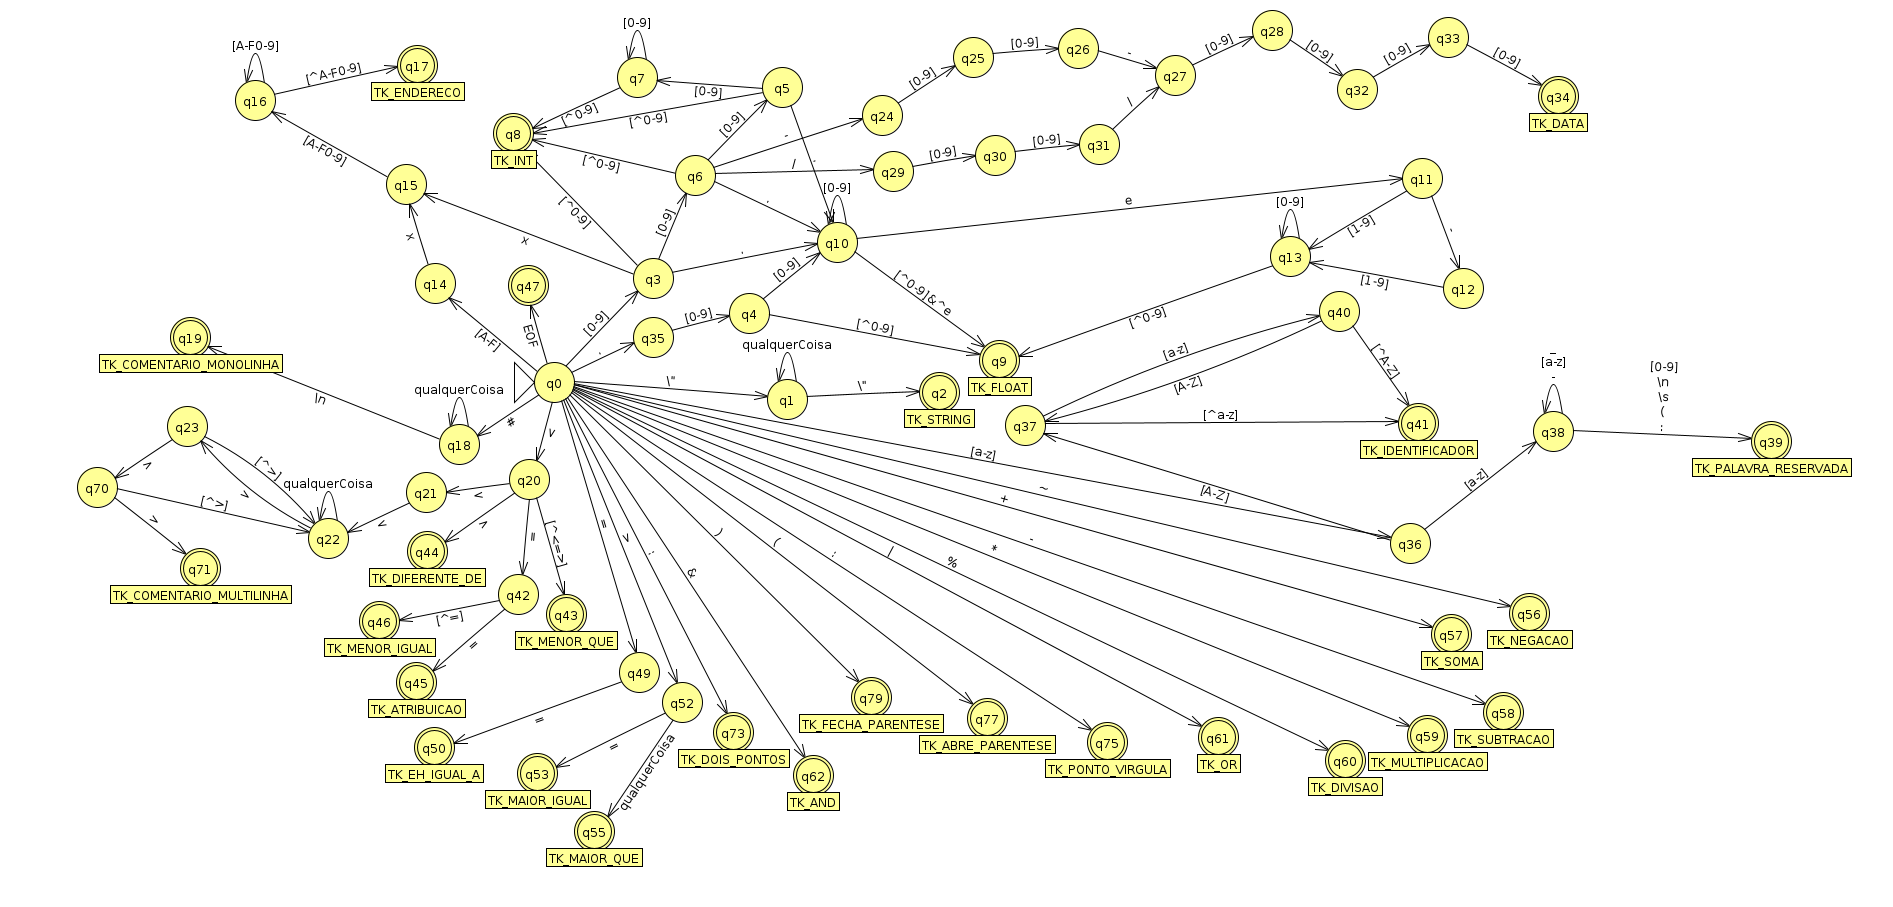 [0-9]
q28
q33
[A-F0-9]
q17
[^A-F0-9]
TK_ENDERECO
q16
q7
[0-9]
q5
[^0-9]
[^0-9]
q8
TK_INT
[^0-9]
[0-9]
q25
[0-9]
q26
-
q27
[0-9]
[0-9]
q32
[0-9]
[0-9]
q34
TK_DATA
[0-9]
q24
-
/
q29
[0-9]
q30
[0-9]
q31
/
[A-F0-9]
q15
q6
.
.
[0-9]
q10
e
q11
[1-9]
-
[0-9]
q13
[1-9]
q12
[^0-9]
x
x
[^0-9]
[0-9]
q3
.
q14
q47
EOF
[A-F]
[0-9]
.
q35
[0-9]
q4
[0-9]
[^0-9]
[^0-9]&^e
q9
TK_FLOAT
q19
TK_COMENTARIO_MONOLINHA
\n
qualquerCoisa
q18
#
q0
\"
qualquerCoisa
q1
\"
q2
TK_STRING
q40
[a-z]
[A-Z]
[^A-Z]
q37
[^a-z]
q41
TK_IDENTIFICADOR
[A-Z]
[a-z]
q36
[a-z]
_
[a-z]
-
q38
[0-9]
\n
\s
(
:
q39
TK_PALAVRA_RESERVADA
q23
<
[^>]
>
q70
[^>]
>
qualquerCoisa
q22
q71
TK_COMENTARIO_MULTILINHA
<
q21
<
<
q20
>
q44
TK_DIFERENTE_DE
=
[^<=>]
q42
[^=]
q46
TK_MENOR_IGUAL
=
q45
TK_ATRIBUICAO
q43
TK_MENOR_QUE
=
>
:
&
)
(
;
|
%
*
-
+
~
q49
=
q50
TK_EH_IGUAL_A
q52
=
q53
TK_MAIOR_IGUAL
qualquerCoisa
q55
TK_MAIOR_QUE
q73
TK_DOIS_PONTOS
q62
TK_AND
q79
TK_FECHA_PARENTESE
q77
TK_ABRE_PARENTESE
q75
TK_PONTO_VIRGULA
q61
TK_OR
q60
TK_DIVISAO
q59
TK_MULTIPLICACAO
q58
TK_SUBTRACAO
q57
TK_SOMA
q56
TK_NEGACAO